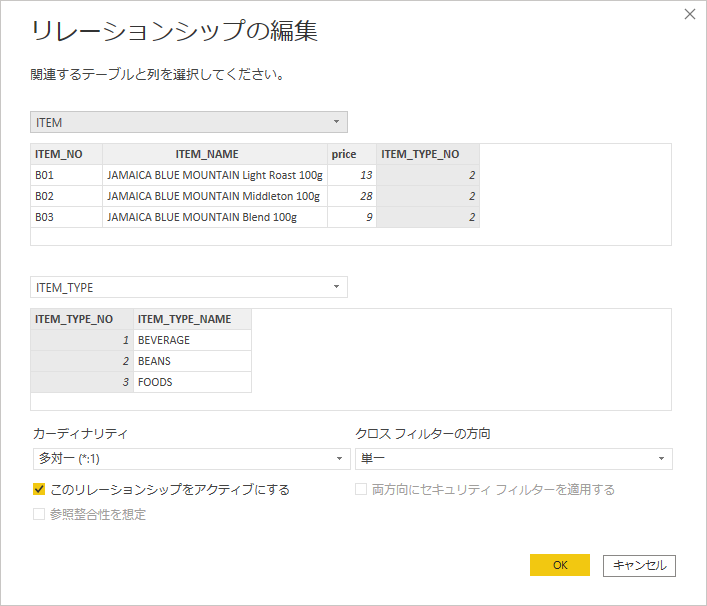 リレーションシップの編集
関連するテーブルと列を選択してください。
ITEM
ITEM_NO ITEM_NAME price ITEM_TYPE_NO
B01 JAMAICA BLUE MOUNTAIN Light Roast 100g 13 2
B02 JAMAICA BLUE MOUNTAIN Middleton 100g 28 2
B03 JAMAICA BLUE MOUNTAIN Blend 100g 9 2
ITEM_TYPE
ITEM_TYPE_NO ITEM_TYPE_NAME
1 BEVERAGE
2 BEANS
3 FOODS
カーディナリティ クロス フィルターの方向
多対一 (*:1) 単一
このリレーションシップをアクティブにする 両方向にセキュリティ フィルターを適用する
参照整合性を想定
OK キャンセル